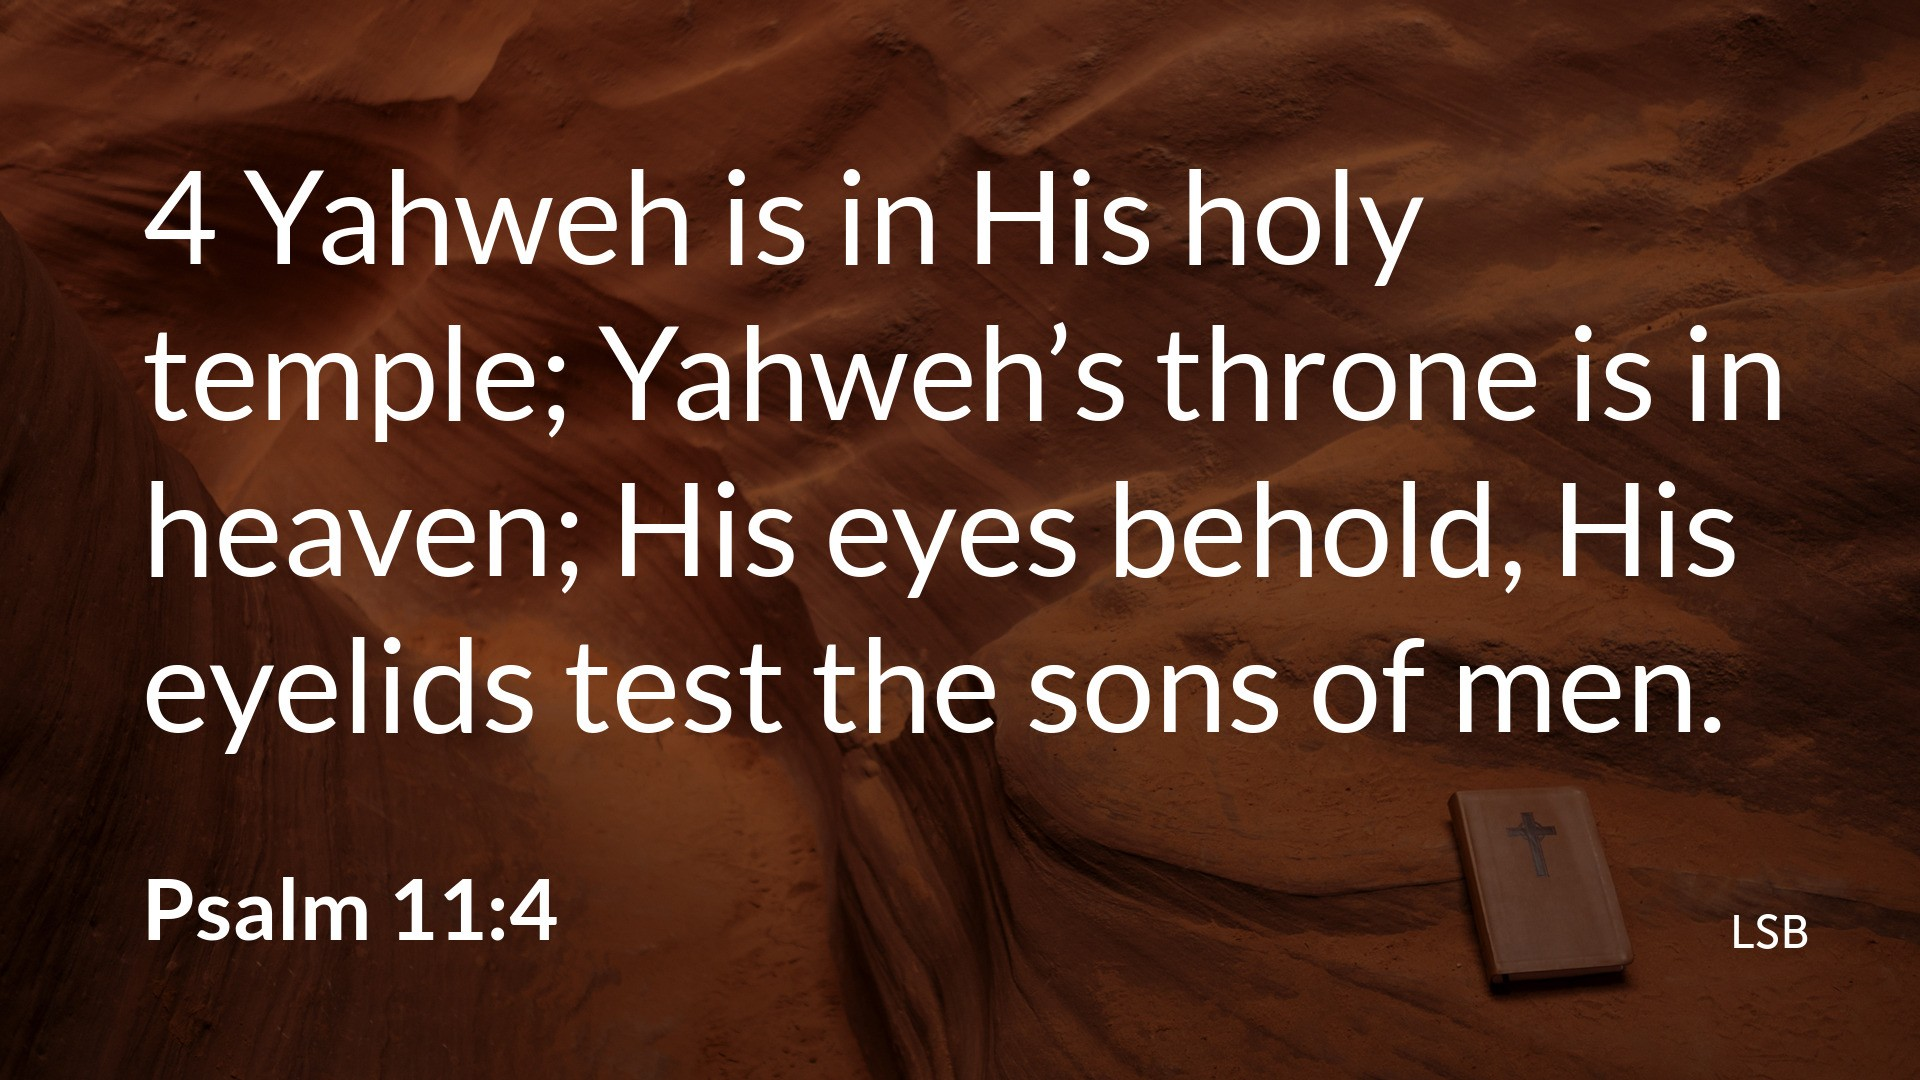 4 Yahweh is in His holy
temple; Yahweh’s throne is in
heaven; His eyes behold, His
eyelids test the sons of men.
Psalm 11:4
LSB